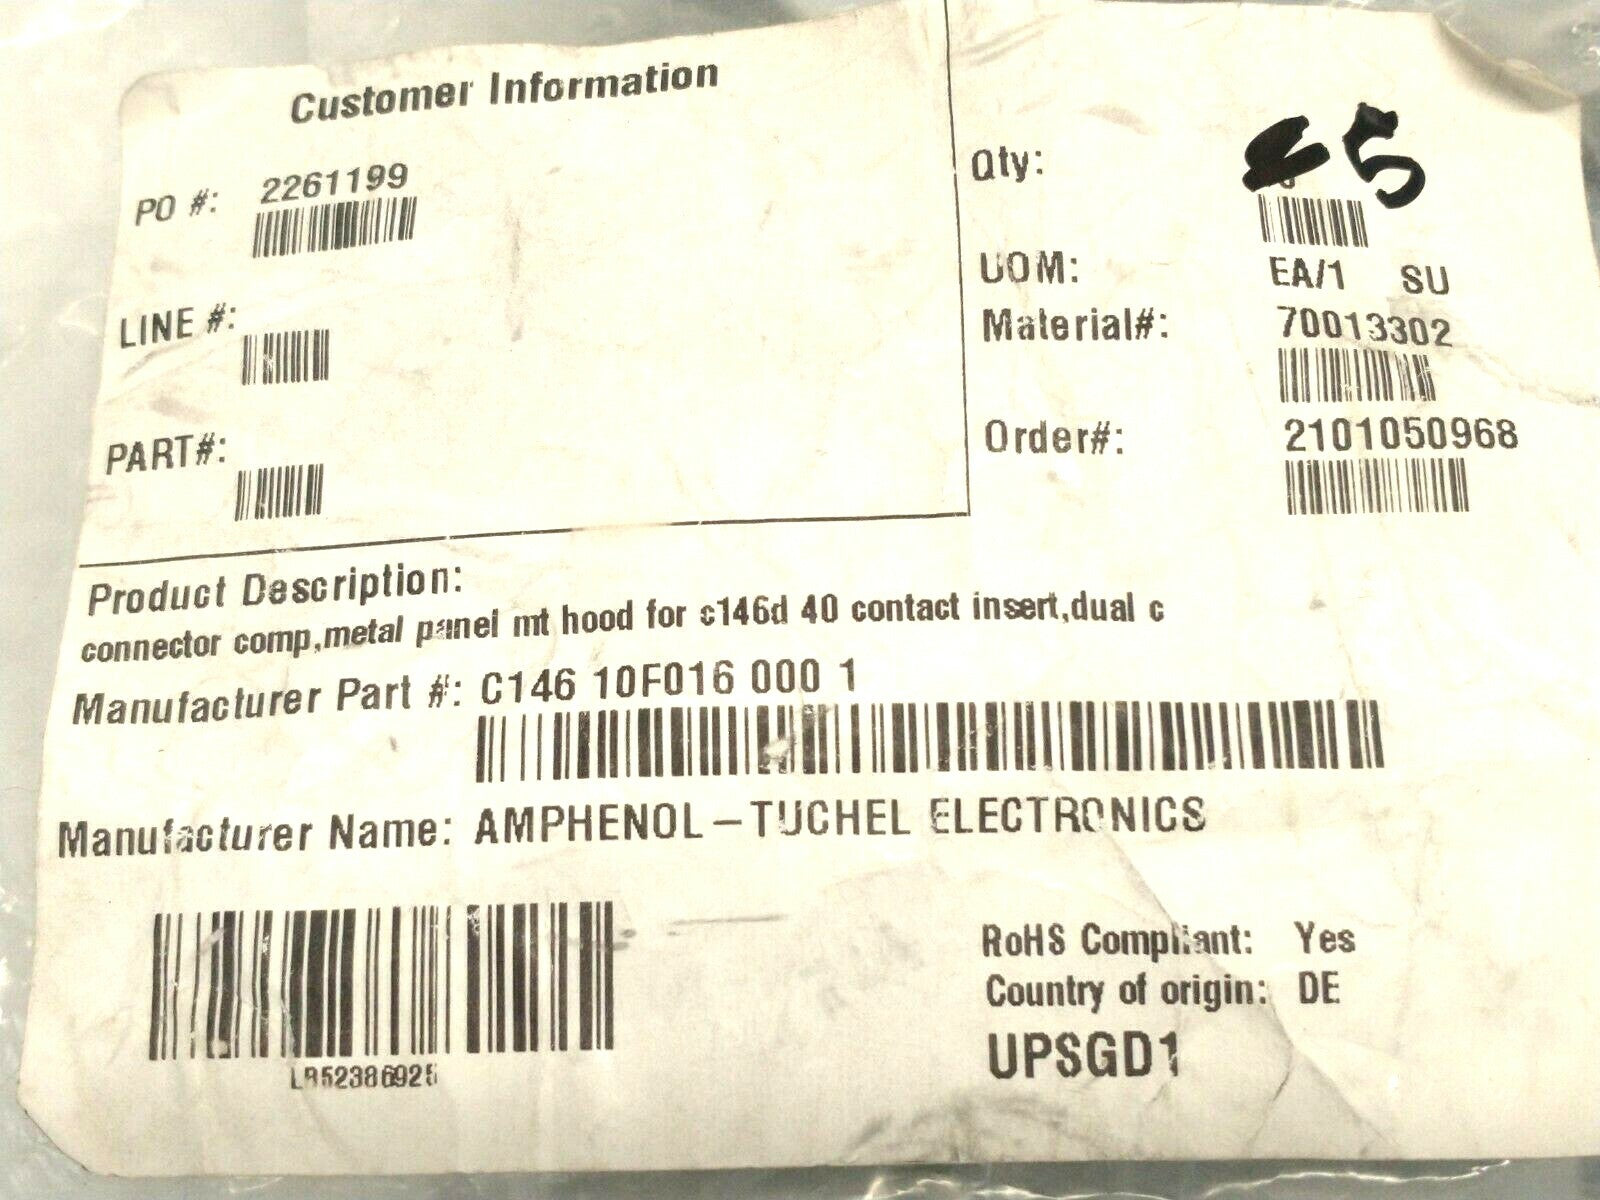 Customer Information
PO #: 2261199
LINE #:
PART#:
Qty: 5
UOM: EA/1 SU
Material#: 70013302
Order#: 2101050968
Product Description:
connector comp,metal panel mt hood for c146d 40 contact insert,dual c
Manufacturer Part #: C146 10F016 000 1
Manufacturer Name: AMPHENOL-TUCHEL ELECTRONICS
RoHS Compliant: Yes
Country of origin: DE
UPSGD1